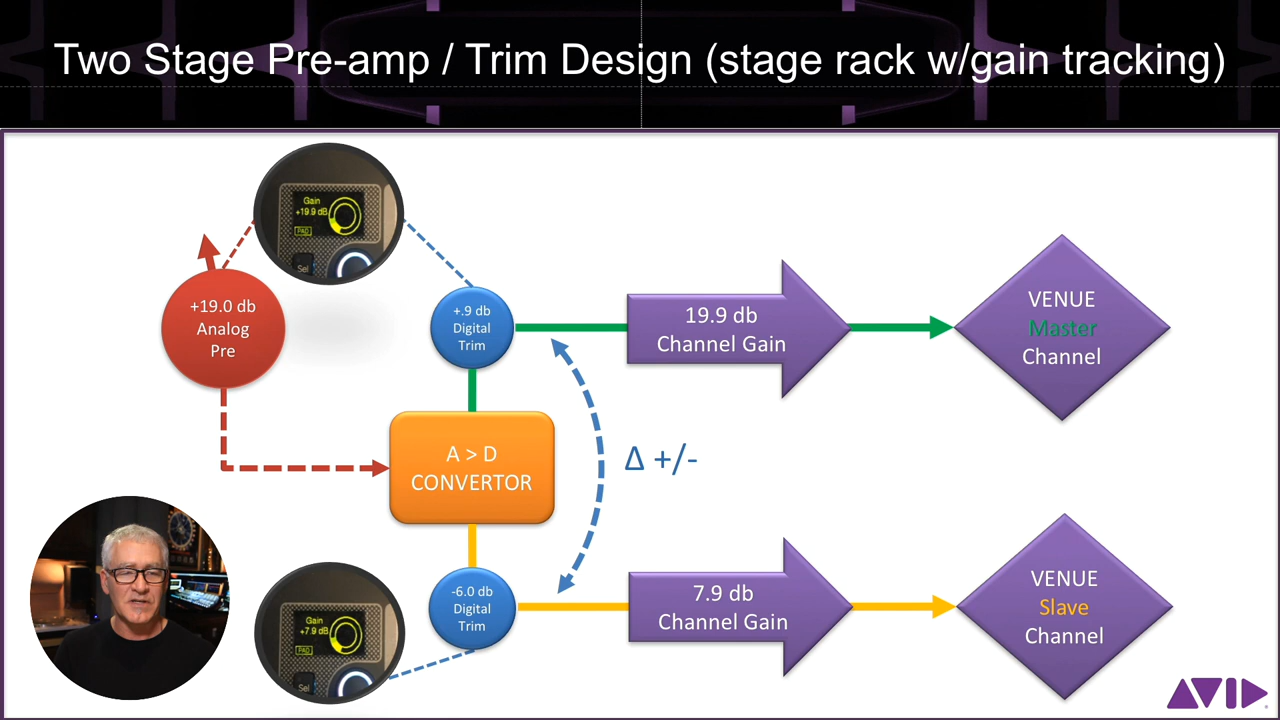 Two Stage Pre-amp / Trim Design (stage rack w/gain tracking)
Gain
+19.9 dB
PAD
Sel
+19.0 db
Analog
Pre
+.9 db
Digital
Trim
19.9 db
Channel Gain
VENUE
Master
Channel
A > D
CONVERTOR
Δ +/-
-6.0 db
Digital
Trim
7.9 db
Channel Gain
VENUE
Slave
Channel
Gain
+7.9 dB
PAD
Sel
AVID